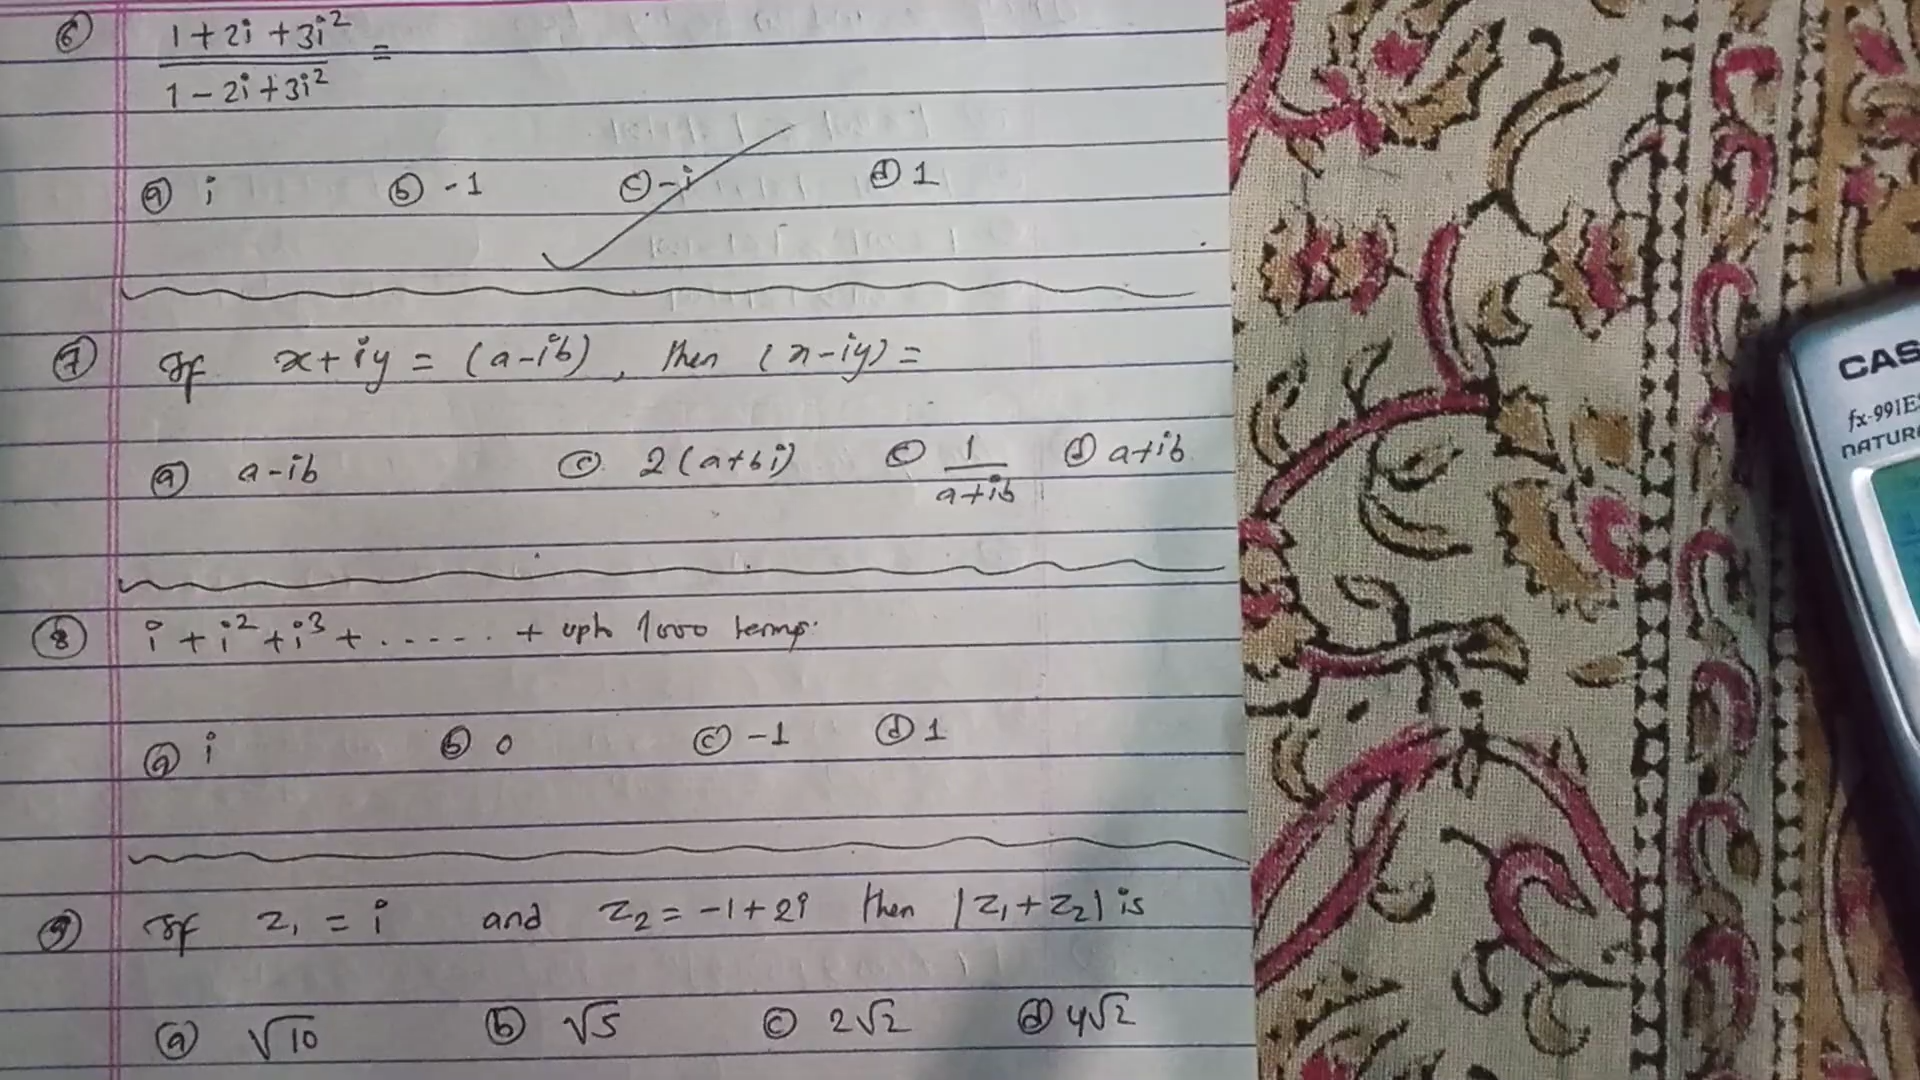 ⑥ 1+2i+3i²
1-2i+3i² =
ⓐ i ⓑ -1 ⓒ -i ⓓ 1
⑦ If x+iy = (a-ib), then (x-iy) =
ⓐ a-ib ⓒ 2(a+bi) ⓒ 1/a+ib ⓓ a+ib
⑧ i+i²+i³+.......+ upto 1000 terms.
ⓐ i ⓑ 0 ⓒ -1 ⓓ 1
⑨ If z₁ = i and z₂ = -1+2i then |z₁+z₂| is
ⓐ √10 ⓑ √5 ⓒ 2√2 ⓓ 4√2
CAS
fx-991ES
NATURA